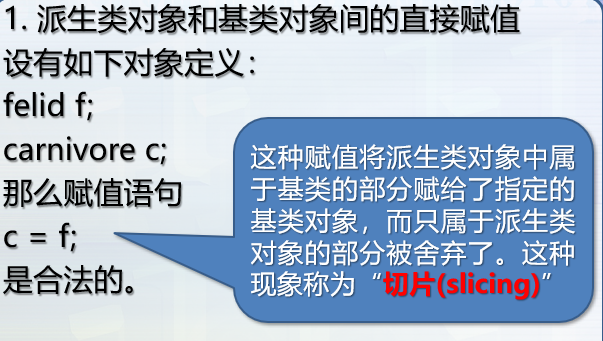 1. 派生类对象和基类对象间的直接赋值
设有如下对象定义：
felid f;
carnivore c;
那么赋值语句
c = f;
是合法的。
这种赋值将派生类对象中属
于基类的部分赋给了指定的
基类对象，而只属于派生类
对象的部分被舍弃了。这种
现象称为“切片(slicing)”